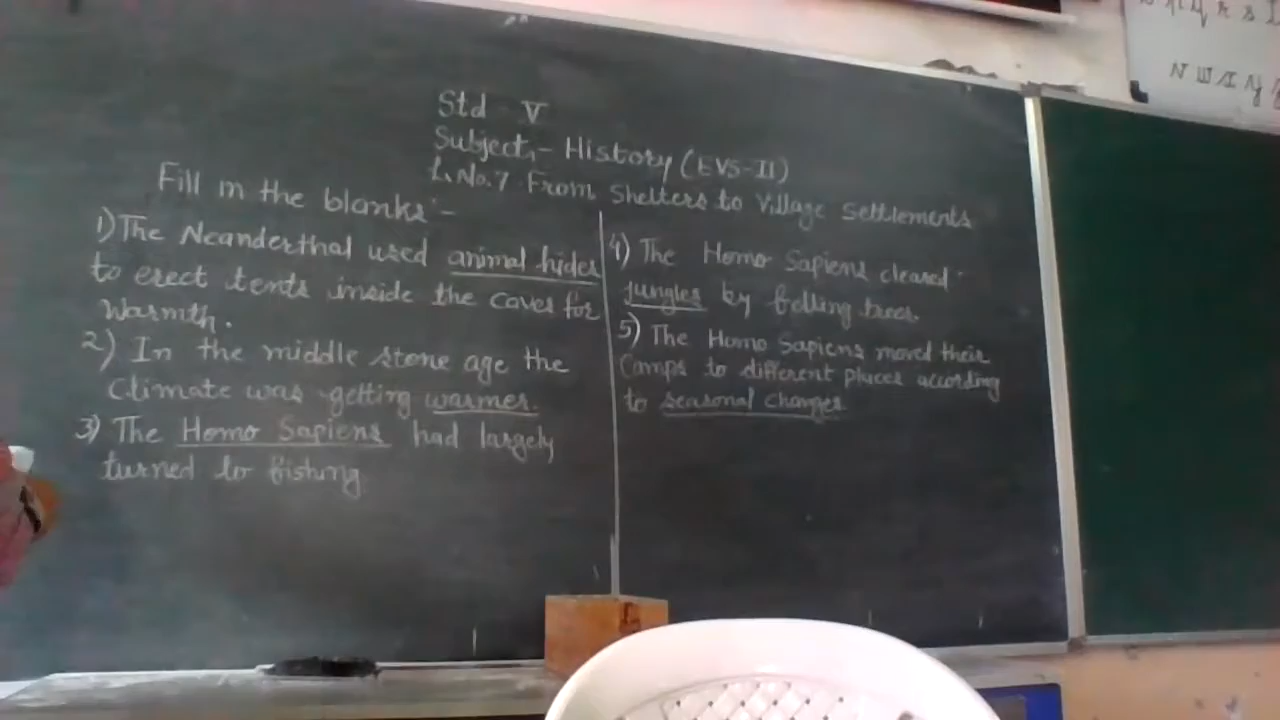 Std - V
Subject :- History (EVS-II)
L.No.7 From Shelters to Village Settlements
Fill in the blanks :-
1) The Neanderthal used animal hides
to erect tents inside the caves for
warmth.
2) In the middle stone age the
climate was getting warmer.
3) The Homo Sapiens had largely
turned to fishing
4) The Homo Sapiens cleared
jungles by felling trees.
5) The Homo Sapiens moved their
camps to different places according
to seasonal changes
N W X Y